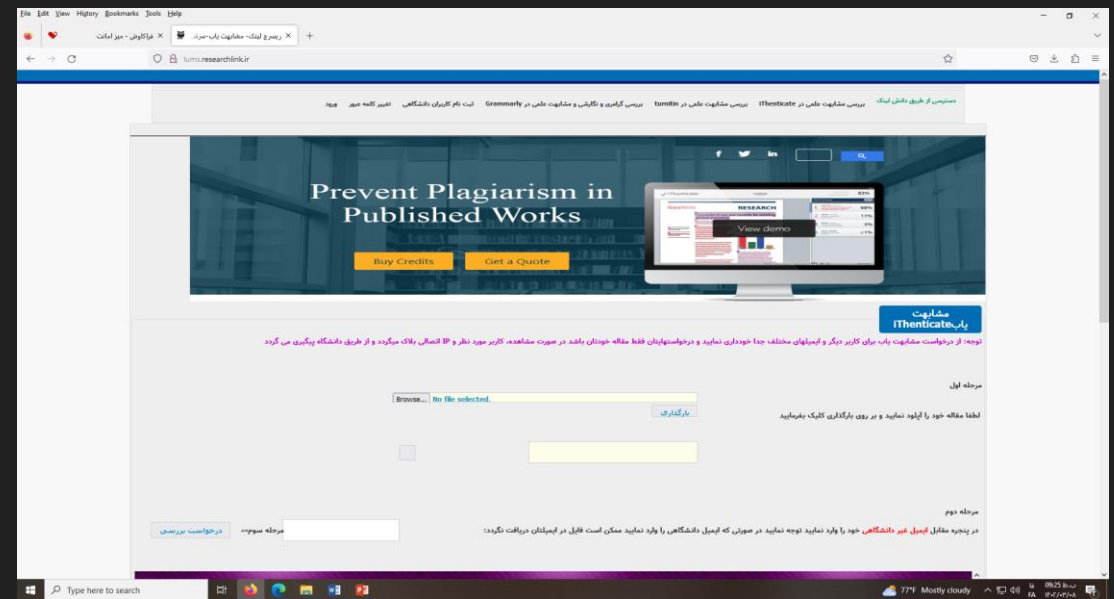 File Edit View History Bookmarks Tools Help
فراکاوش - میز امانت
ریسرچ لینک- مشابهت یاب-سرقت
lums.researchlink.ir
دسترسی از طریق دانش لینک بررسی مشابهت علمی در iThenticate بررسی مشابهت علمی در turnitin بررسی گرامری و نگارشی و مشابهت علمی در Grammarly ثبت نام کاربران دانشگاهی تغییر کلمه عبور ورود
Prevent Plagiarism in
Published Works
Buy Credits Get a Quote
RESEARCH
View demo
مشابهت
یابiThenticate
توجه: از درخواست مشابهت یاب برای کاربر دیگر و ایمیلهای مختلف جدا خودداری نمایید و درخواستهایتان فقط مقاله خودتان باشد در صورت مشاهده، کاربر مورد نظر و IP اتصالی بلاک میگردد و از طریق دانشگاه پیگیری می گردد
مرحله اول
Browse... No file selected.
لطفا مقاله خود را آپلود نمایید و بر روی بارگذاری کلیک بفرمایید
بارگذاری
مرحله دوم
در پنجره مقابل ایمیل غیر دانشگاهی خود را وارد نمایید توجه نمایید در صورتی که ایمیل دانشگاهی را وارد نمایید ممکن است فایل در ایمیلتان دریافت نگردد:
مرحله سوم=> درخواست بررسی
Type here to search
77°F Mostly cloudy
FA